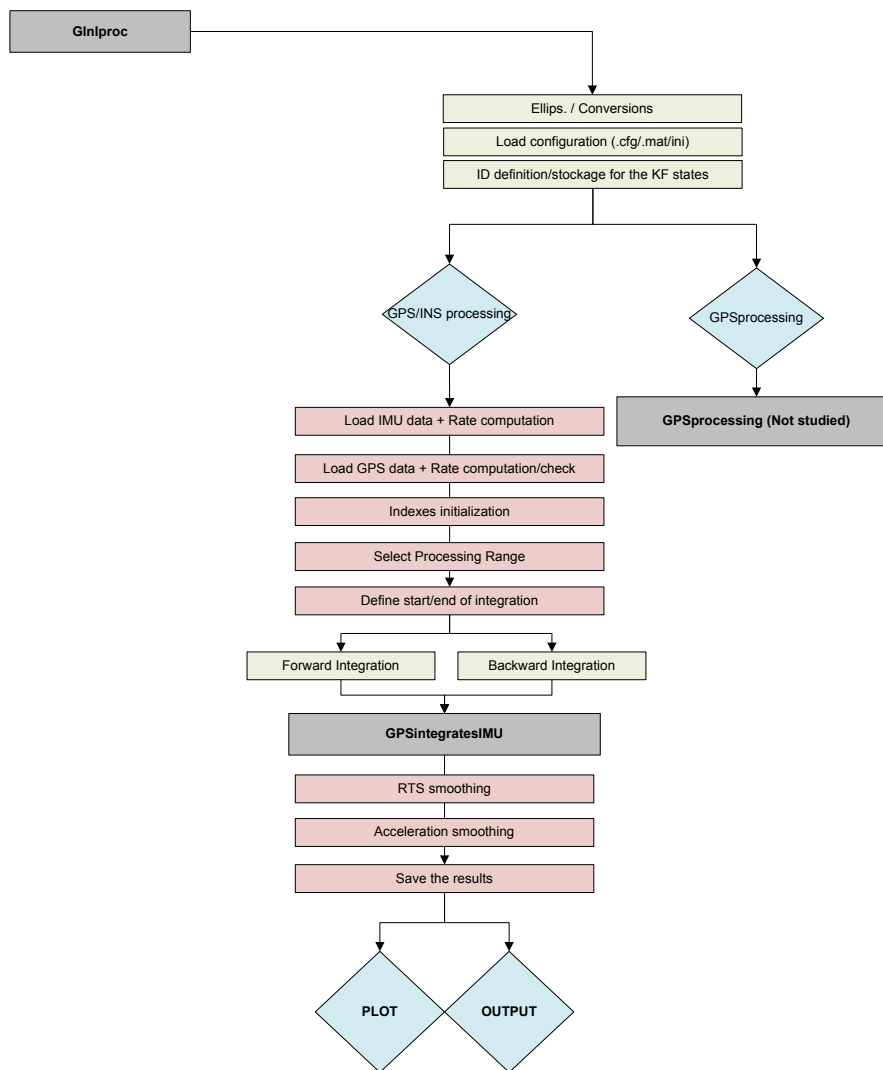 GInIproc
Ellips. / Conversions
Load configuration (.cfg/.mat/ini)
ID definition/stockage for the KF states
GPS/INS processing
GPSprocessing
Load IMU data + Rate computation
GPSprocessing (Not studied)
Load GPS data + Rate computation/check
Indexes initialization
Select Processing Range
Define start/end of integration
Forward Integration
Backward Integration
GPSintegratesIMU
RTS smoothing
Acceleration smoothing
Save the results
PLOT
OUTPUT